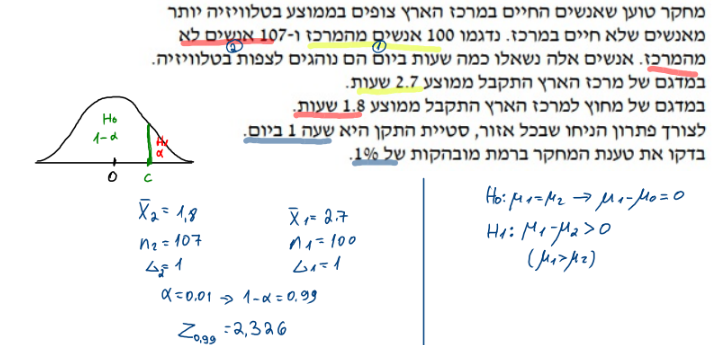 מחקר טוען שאנשים החיים במרכז הארץ צופים בממוצע בטלוויזיה יותר
מאנשים שלא חיים במרכז. נדגמו 100 אנשים מהמרכז ו-107 אנשים לא
① ②
מהמרכז. אנשים אלה נשאלו כמה שעות ביום הם נוהגים לצפות בטלוויזיה.
במדגם של מרכז הארץ התקבל ממוצע 2.7 שעות.
במדגם של מחוץ למרכז הארץ התקבל ממוצע 1.8 שעות.
לצורך פתרון הניחו שבכל אזור, סטיית התקן היא שעה 1 ביום.
בדקו את טענת המחקר ברמת מובהקות של 1%.
H₀
1-α
H₁
α
0 C
X̄₂ = 1,8 X̄₁ = 2.7
n₂ = 107 n₁ = 100
σ₂ = 1 σ₁ = 1
α = 0.01 → 1-α = 0.99
Z₀,₉₉ = 2,326
H₀: μ₁=μ₂ → μ₁-μ₀=0
H₁: μ₁-μ₂>0
(μ₁>μ₂)